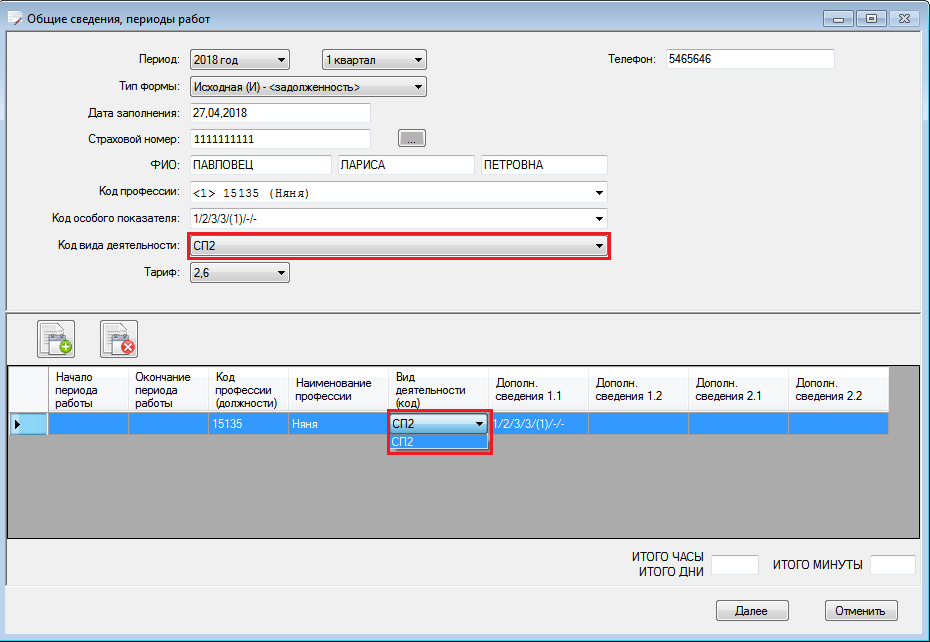 Общие сведения, периоды работ
Период: 2018 год 1 квартал Телефон: 5465646
Тип формы: Исходная (И) - <задолженность>
Дата заполнения: 27,04,2018
Страховой номер: 1111111111 ...
ФИО: ПАВЛОВЕЦ ЛАРИСА ПЕТРОВНА
Код профессии: <1> 15135 (Няня)
Код особого показателя: 1/2/3/3/(1)/-/-
Код вида деятельности: СП2
Тариф: 2,6
Начало периода работы
Окончание периода работы
Код профессии (должности)
Наименование профессии
Вид деятельности (код)
Дополн. сведения 1.1
Дополн. сведения 1.2
Дополн. сведения 2.1
Дополн. сведения 2.2
15135 Няня СП2 1/2/3/3/(1)/-/-
СП2
ИТОГО ЧАСЫ
ИТОГО ДНИ
ИТОГО МИНУТЫ
Далее Отменить